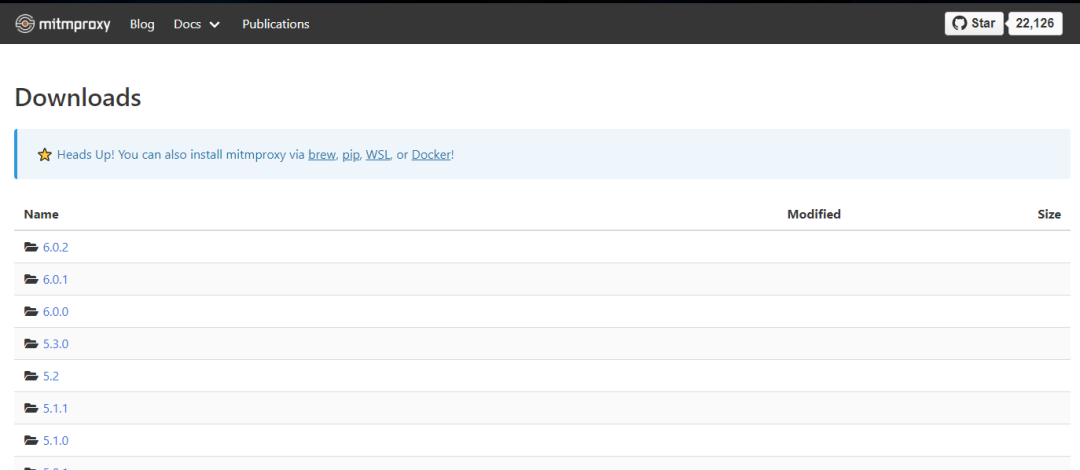 mitmproxy Blog Docs Publications Star 22,126
Downloads
Heads Up! You can also install mitmproxy via brew, pip, WSL, or Docker!
Name Modified Size
6.0.2
6.0.1
6.0.0
5.3.0
5.2
5.1.1
5.1.0